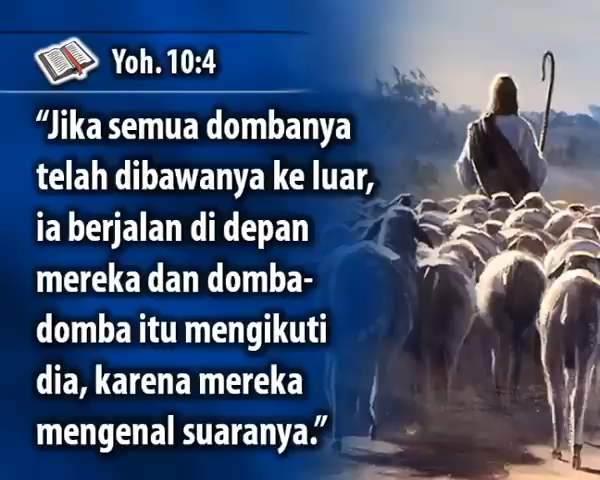 Yoh. 10:4
“Jika semua dombanya
telah dibawanya ke luar,
ia berjalan di depan
mereka dan domba-
domba itu mengikuti
dia, karena mereka
mengenal suaranya.”